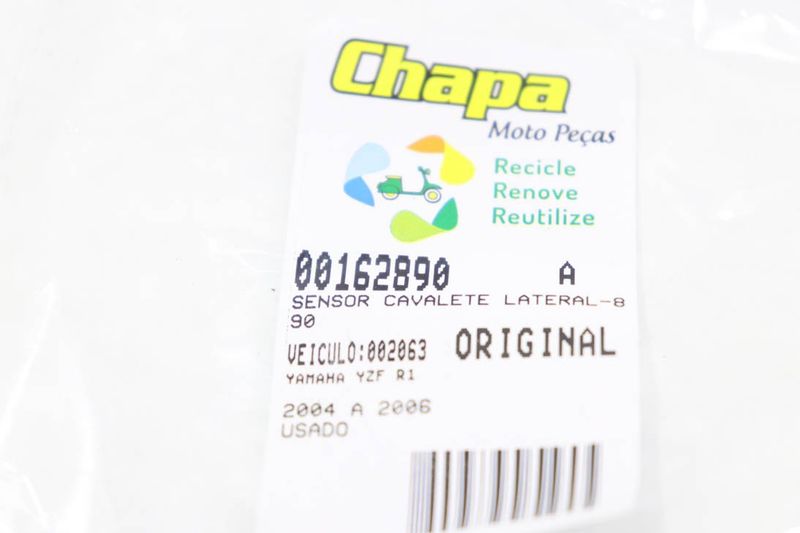 Chapa
Moto Peças
Recicle
Renove
Reutilize
00162890 A
SENSOR CAVALETE LATERAL-8
90
VEICULO:002063 ORIGINAL
YAMAHA YZF R1
2004 A 2006
USADO